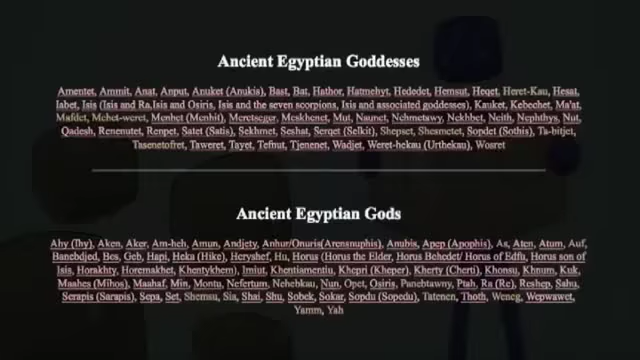 Ancient Egyptian Goddesses
Amentet, Ammit, Anat, Anput, Anuket (Anukis), Bast, Bat, Hathor, Hatmehyt, Hededet, Hemsut, Heqet, Heret-Kau, Hesat,
Iabet, Isis (Isis and Ra,Isis and Osiris, Isis and the seven scorpions, Isis and associated goddesses), Kauket, Kebechet, Ma'at,
Mafdet, Mehet-weret, Menhet (Menhit), Meretseger, Meskhenet, Mut, Naunet, Nehmetawy, Nekhbet, Neith, Nephthys, Nut,
Qadesh, Renenutet, Renpet, Satet (Satis), Sekhmet, Seshat, Serqet (Selkit), Shepset, Shesmetet, Sopdet (Sothis), Ta-bitjet,
Tasenetofret, Taweret, Tayet, Tefnut, Tjenenet, Wadjet, Weret-hekau (Urthekau), Wosret
Ancient Egyptian Gods
Ahy (Ihy), Aken, Aker, Am-heh, Amun, Andjety, Anhur/Onuris(Arensnuphis), Anubis, Apep (Apophis), As, Aten, Atum, Auf,
Banebdjed, Bes, Geb, Hapi, Heka (Hike), Heryshef, Hu, Horus (Horus the Elder, Horus Behedet/ Horus of Edfu, Horus son of
Isis, Horakhty, Horemakhet, Khentykhem), Imiut, Khentiamentiu, Khepri (Kheper), Kherty (Cherti), Khonsu, Khnum, Kuk,
Maahes (Mihos), Maahaf, Min, Montu, Nefertum, Nehebkau, Nun, Opet, Osiris, Panebtawny, Ptah, Ra (Re), Reshep, Sahu,
Serapis (Sarapis), Sepa, Set, Shemsu, Sia, Shai, Shu, Sobek, Sokar, Sopdu (Sopedu), Tatenen, Thoth, Weneg, Wepwawet,
Yamm, Yah